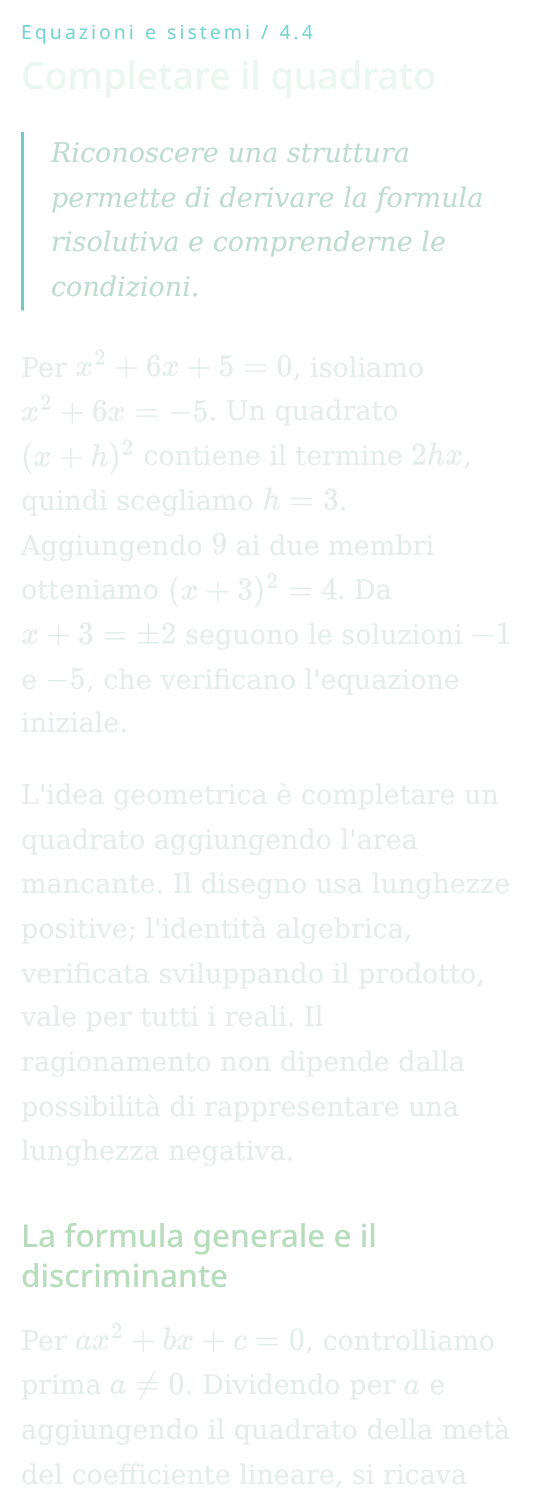 Equazioni e sistemi / 4.4
Completare il quadrato
Riconoscere una struttura
permette di derivare la formula
risolutiva e comprenderne le
condizioni.
Per x² + 6x + 5 = 0, isoliamo
x² + 6x = −5. Un quadrato
(x + h)² contiene il termine 2hx,
quindi scegliamo h = 3.
Aggiungendo 9 ai due membri
otteniamo (x + 3)² = 4. Da
x + 3 = ±2 seguono le soluzioni −1
e −5, che verificano l'equazione
iniziale.
L'idea geometrica è completare un
quadrato aggiungendo l'area
mancante. Il disegno usa lunghezze
positive; l'identità algebrica,
verificata sviluppando il prodotto,
vale per tutti i reali. Il
ragionamento non dipende dalla
possibilità di rappresentare una
lunghezza negativa.
La formula generale e il
discriminante
Per ax² + bx + c = 0, controlliamo
prima a ≠ 0. Dividendo per a e
aggiungendo il quadrato della metà
del coefficiente lineare, si ricava